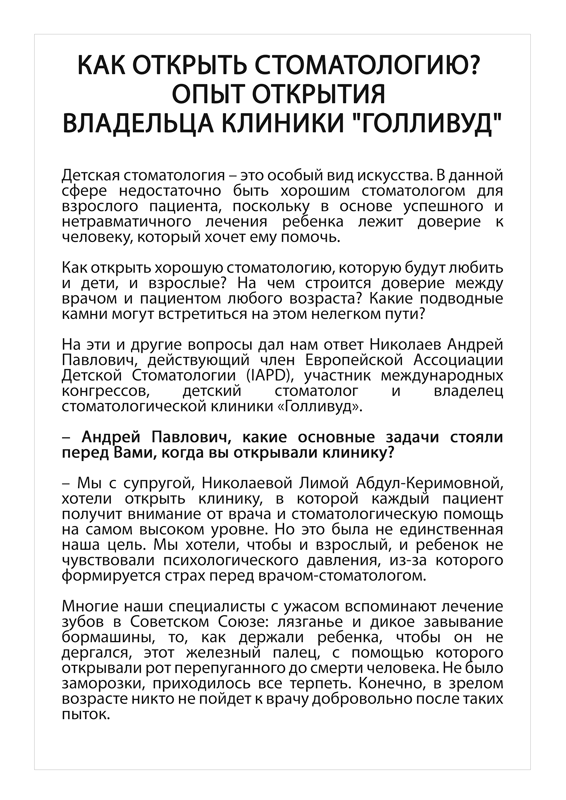 КАК ОТКРЫТЬ СТОМАТОЛОГИЮ?
ОПЫТ ОТКРЫТИЯ
ВЛАДЕЛЬЦА КЛИНИКИ "ГОЛЛИВУД"
Детская стоматология – это особый вид искусства. В данной
сфере недостаточно быть хорошим стоматологом для
взрослого пациента, поскольку в основе успешного и
нетравматичного лечения ребенка лежит доверие к
человеку, который хочет ему помочь.
Как открыть хорошую стоматологию, которую будут любить
и дети, и взрослые? На чем строится доверие между
врачом и пациентом любого возраста? Какие подводные
камни могут встретиться на этом нелегком пути?
На эти и другие вопросы дал нам ответ Николаев Андрей
Павлович, действующий член Европейской Ассоциации
Детской Стоматологии (IAPD), участник международных
конгрессов, детский стоматолог и владелец
стоматологической клиники «Голливуд».
– Андрей Павлович, какие основные задачи стояли
перед Вами, когда вы открывали клинику?
– Мы с супругой, Николаевой Лимой Абдул-Керимовной,
хотели открыть клинику, в которой каждый пациент
получит внимание от врача и стоматологическую помощь
на самом высоком уровне. Но это была не единственная
наша цель. Мы хотели, чтобы и взрослый, и ребенок не
чувствовали психологического давления, из-за которого
формируется страх перед врачом-стоматологом.
Многие наши специалисты с ужасом вспоминают лечение
зубов в Советском Союзе: лязганье и дикое завывание
бормашины, то, как держали ребенка, чтобы он не
дергался, этот железный палец, с помощью которого
открывали рот перепуганного до смерти человека. Не было
заморозки, приходилось все терпеть. Конечно, в зрелом
возрасте никто не пойдет к врачу добровольно после таких
пыток.